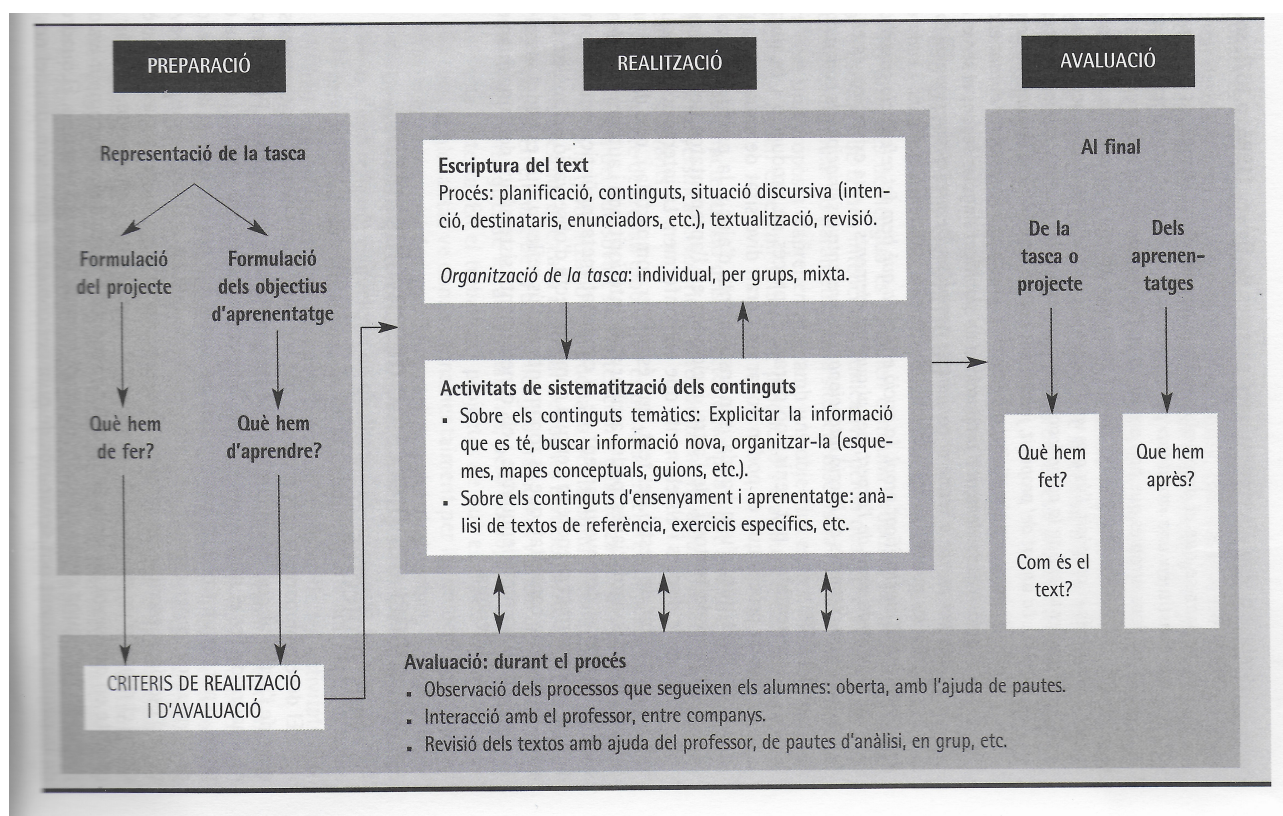 PREPARACIÓ
Representació de la tasca
Formulació
del projecte
Formulació
dels objectius
d'aprenentatge
Què hem
de fer?
Què hem
d'aprendre?
CRITERIS DE REALITZACIÓ
I D'AVALUACIÓ
REALITZACIÓ
Escriptura del text
Procés: planificació, continguts, situació discursiva (inten-
ció, destinataris, enunciadors, etc.), textualització, revisió.
Organització de la tasca: individual, per grups, mixta.
Activitats de sistematització dels continguts
▪ Sobre els continguts temàtics: Explicitar la informació
que es té, buscar informació nova, organitzar-la (esque-
mes, mapes conceptuals, guions, etc.).
▪ Sobre els continguts d'ensenyament i aprenentatge: anà-
lisi de textos de referència, exercicis específics, etc.
Avaluació: durant el procés
▪ Observació dels processos que segueixen els alumnes: oberta, amb l'ajuda de pautes.
▪ Interacció amb el professor, entre companys.
▪ Revisió dels textos amb ajuda del professor, de pautes d'anàlisi, en grup, etc.
AVALUACIÓ
Al final
De la
tasca o
projecte
Dels
aprenen-
tatges
Què hem
fet?
Com és el
text?
Que hem
après?